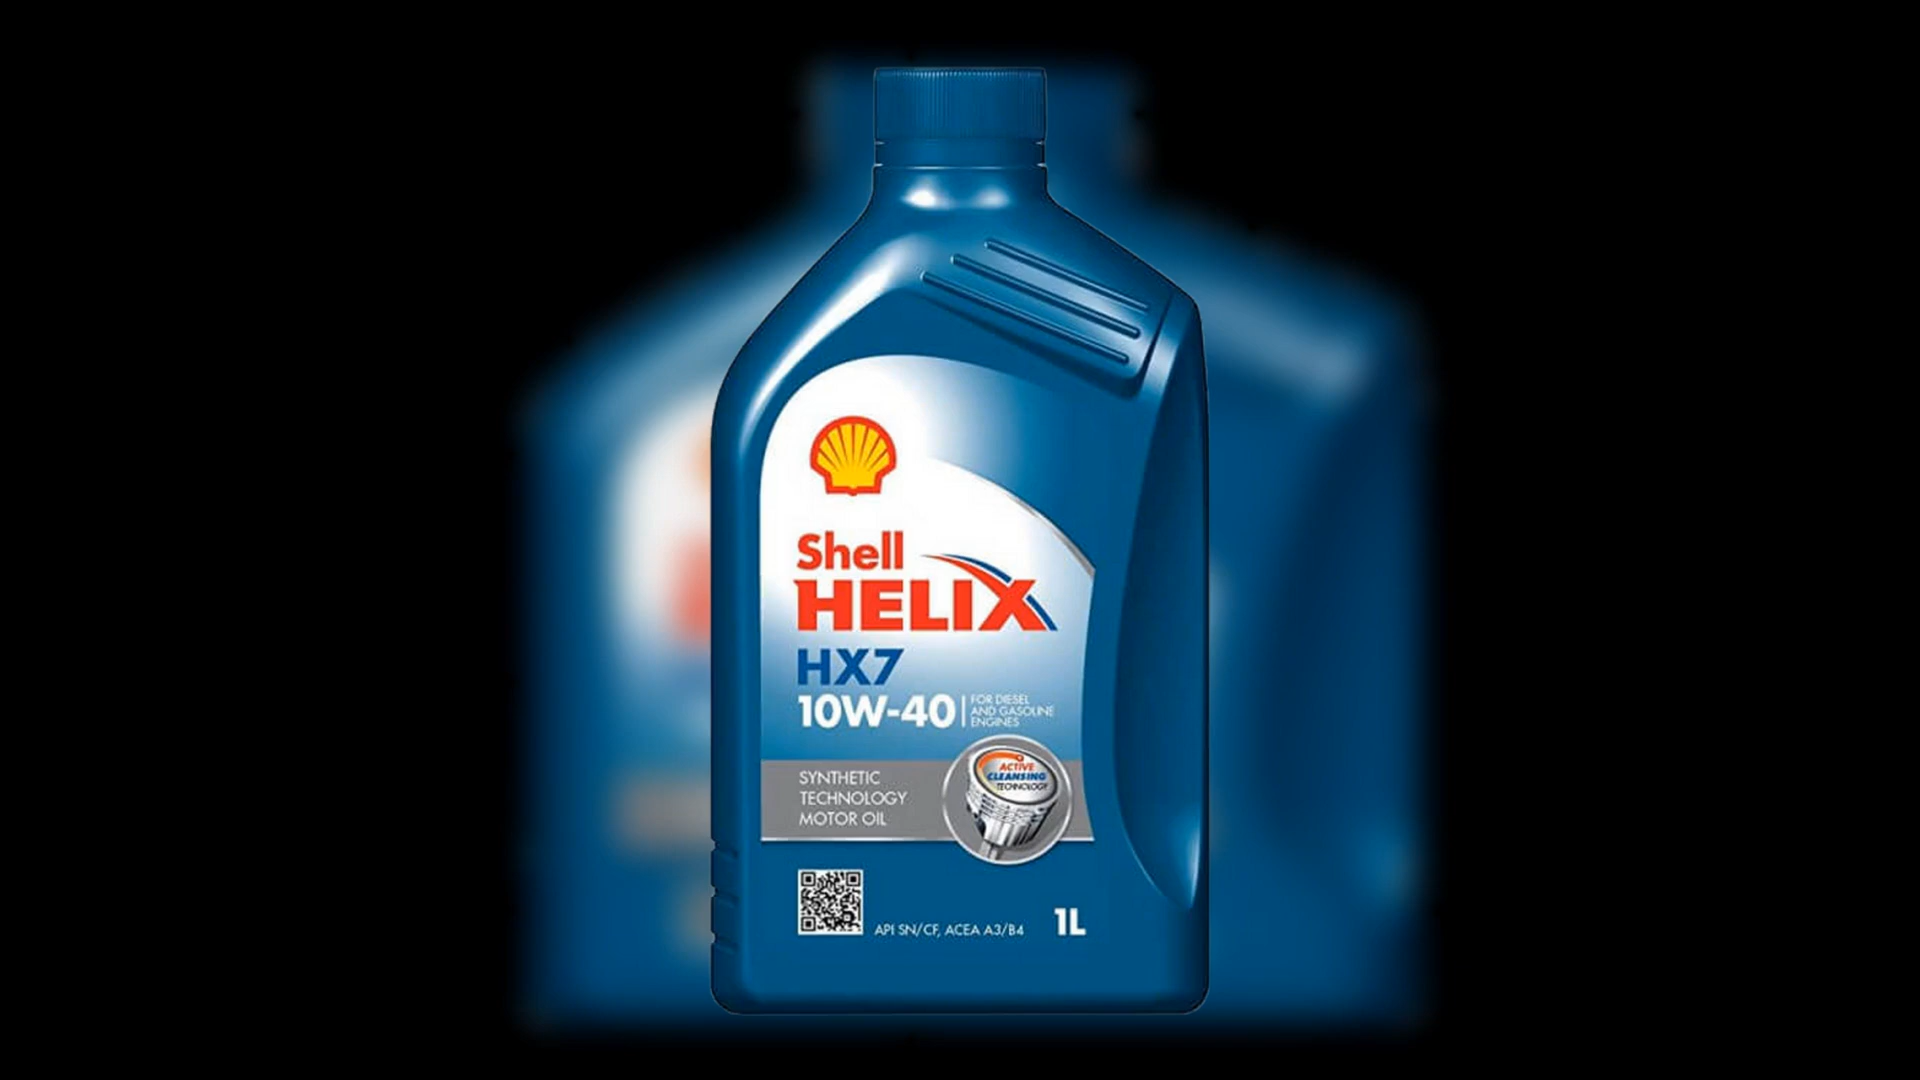 Shell
HELIX
HX7
10W-40
FOR DIESEL
AND GASOLINE
ENGINES
ACTIVE
CLEANSING
TECHNOLOGY
SYNTHETIC
TECHNOLOGY
MOTOR OIL
API SN/CF, ACEA A3/B4
1L